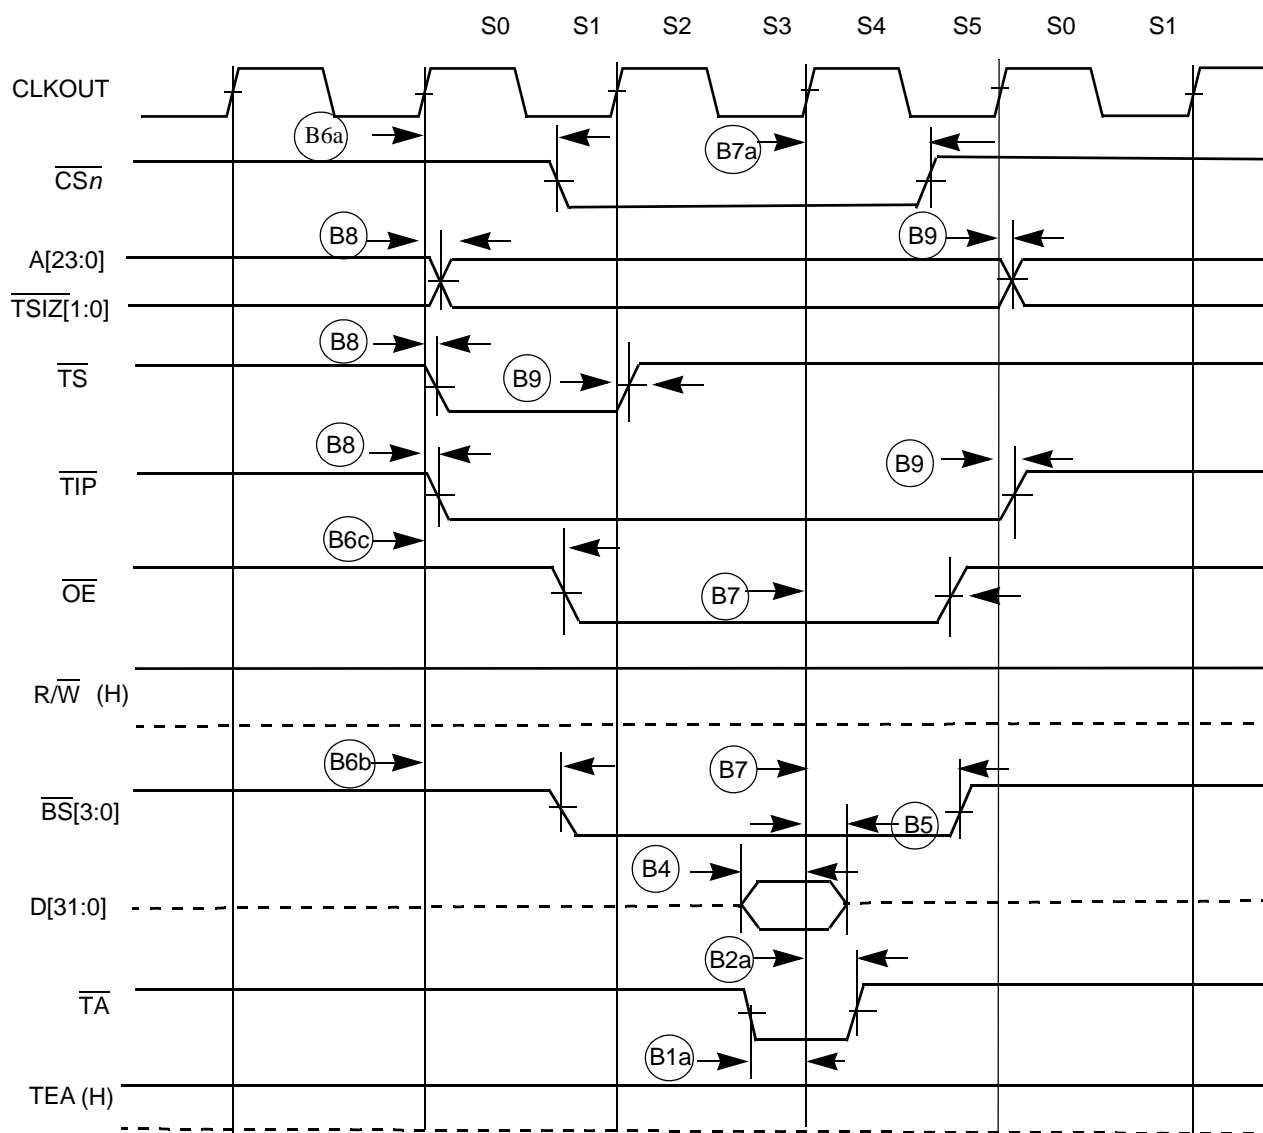 S0 S1 S2 S3 S4 S5 S0 S1
CLKOUT
B6a B7a
CSn
B8 B9
A[23:0]
TSIZ[1:0]
B8
TS B9
B8 B9
TIP
B6c
OE B7
R/W (H)
B6b B7
BS[3:0] B5
B4
D[31:0]
B2a
TA
B1a
TEA (H)